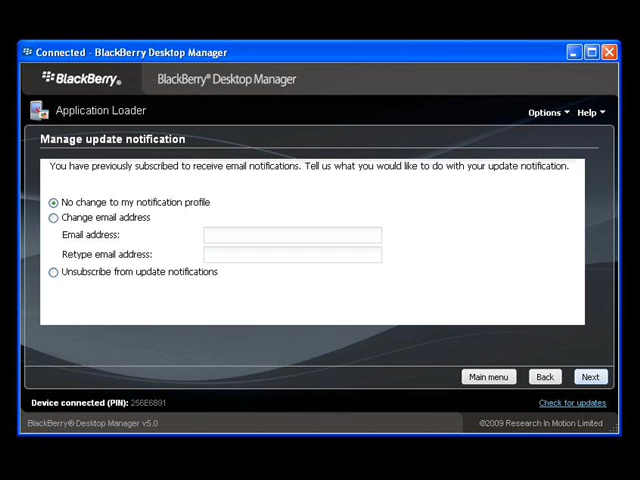 Connected - BlackBerry Desktop Manager
BlackBerry® BlackBerry® Desktop Manager
Application Loader
Options Help
Manage update notification
You have previously subscribed to receive email notifications. Tell us what you would like to do with your update notification.
No change to my notification profile
Change email address
Email address:
Retype email address:
Unsubscribe from update notifications
Main menu Back Next
Device connected (PIN): 256E6891
Check for updates
BlackBerry® Desktop Manager v5.0
©2009 Research In Motion Limited